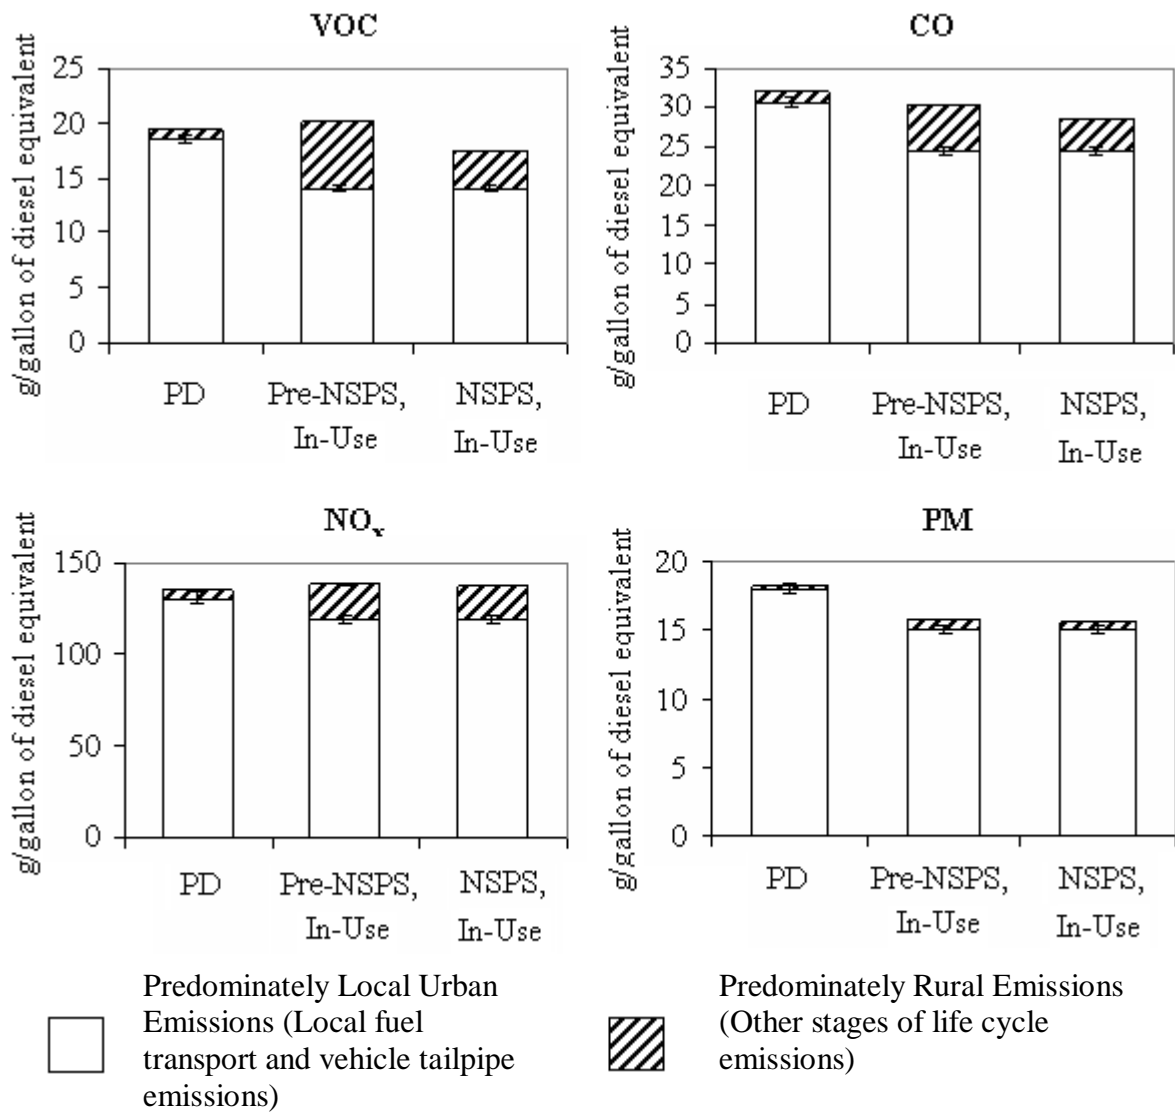 VOC
g/gallon of diesel equivalent
25
20
15
10
5
0
PD
Pre-NSPS,
In-Use
NSPS,
In-Use
CO
g/gallon of diesel equivalent
35
30
25
20
15
10
5
0
PD
Pre-NSPS,
In-Use
NSPS,
In-Use
NOx
g/gallon of diesel equivalent
150
100
50
0
PD
Pre-NSPS,
In-Use
NSPS,
In-Use
PM
g/gallon of diesel equivalent
20
15
10
5
0
PD
Pre-NSPS,
In-Use
NSPS,
In-Use
Predominately Local Urban
Emissions (Local fuel
transport and vehicle tailpipe
emissions)
Predominately Rural Emissions
(Other stages of life cycle
emissions)